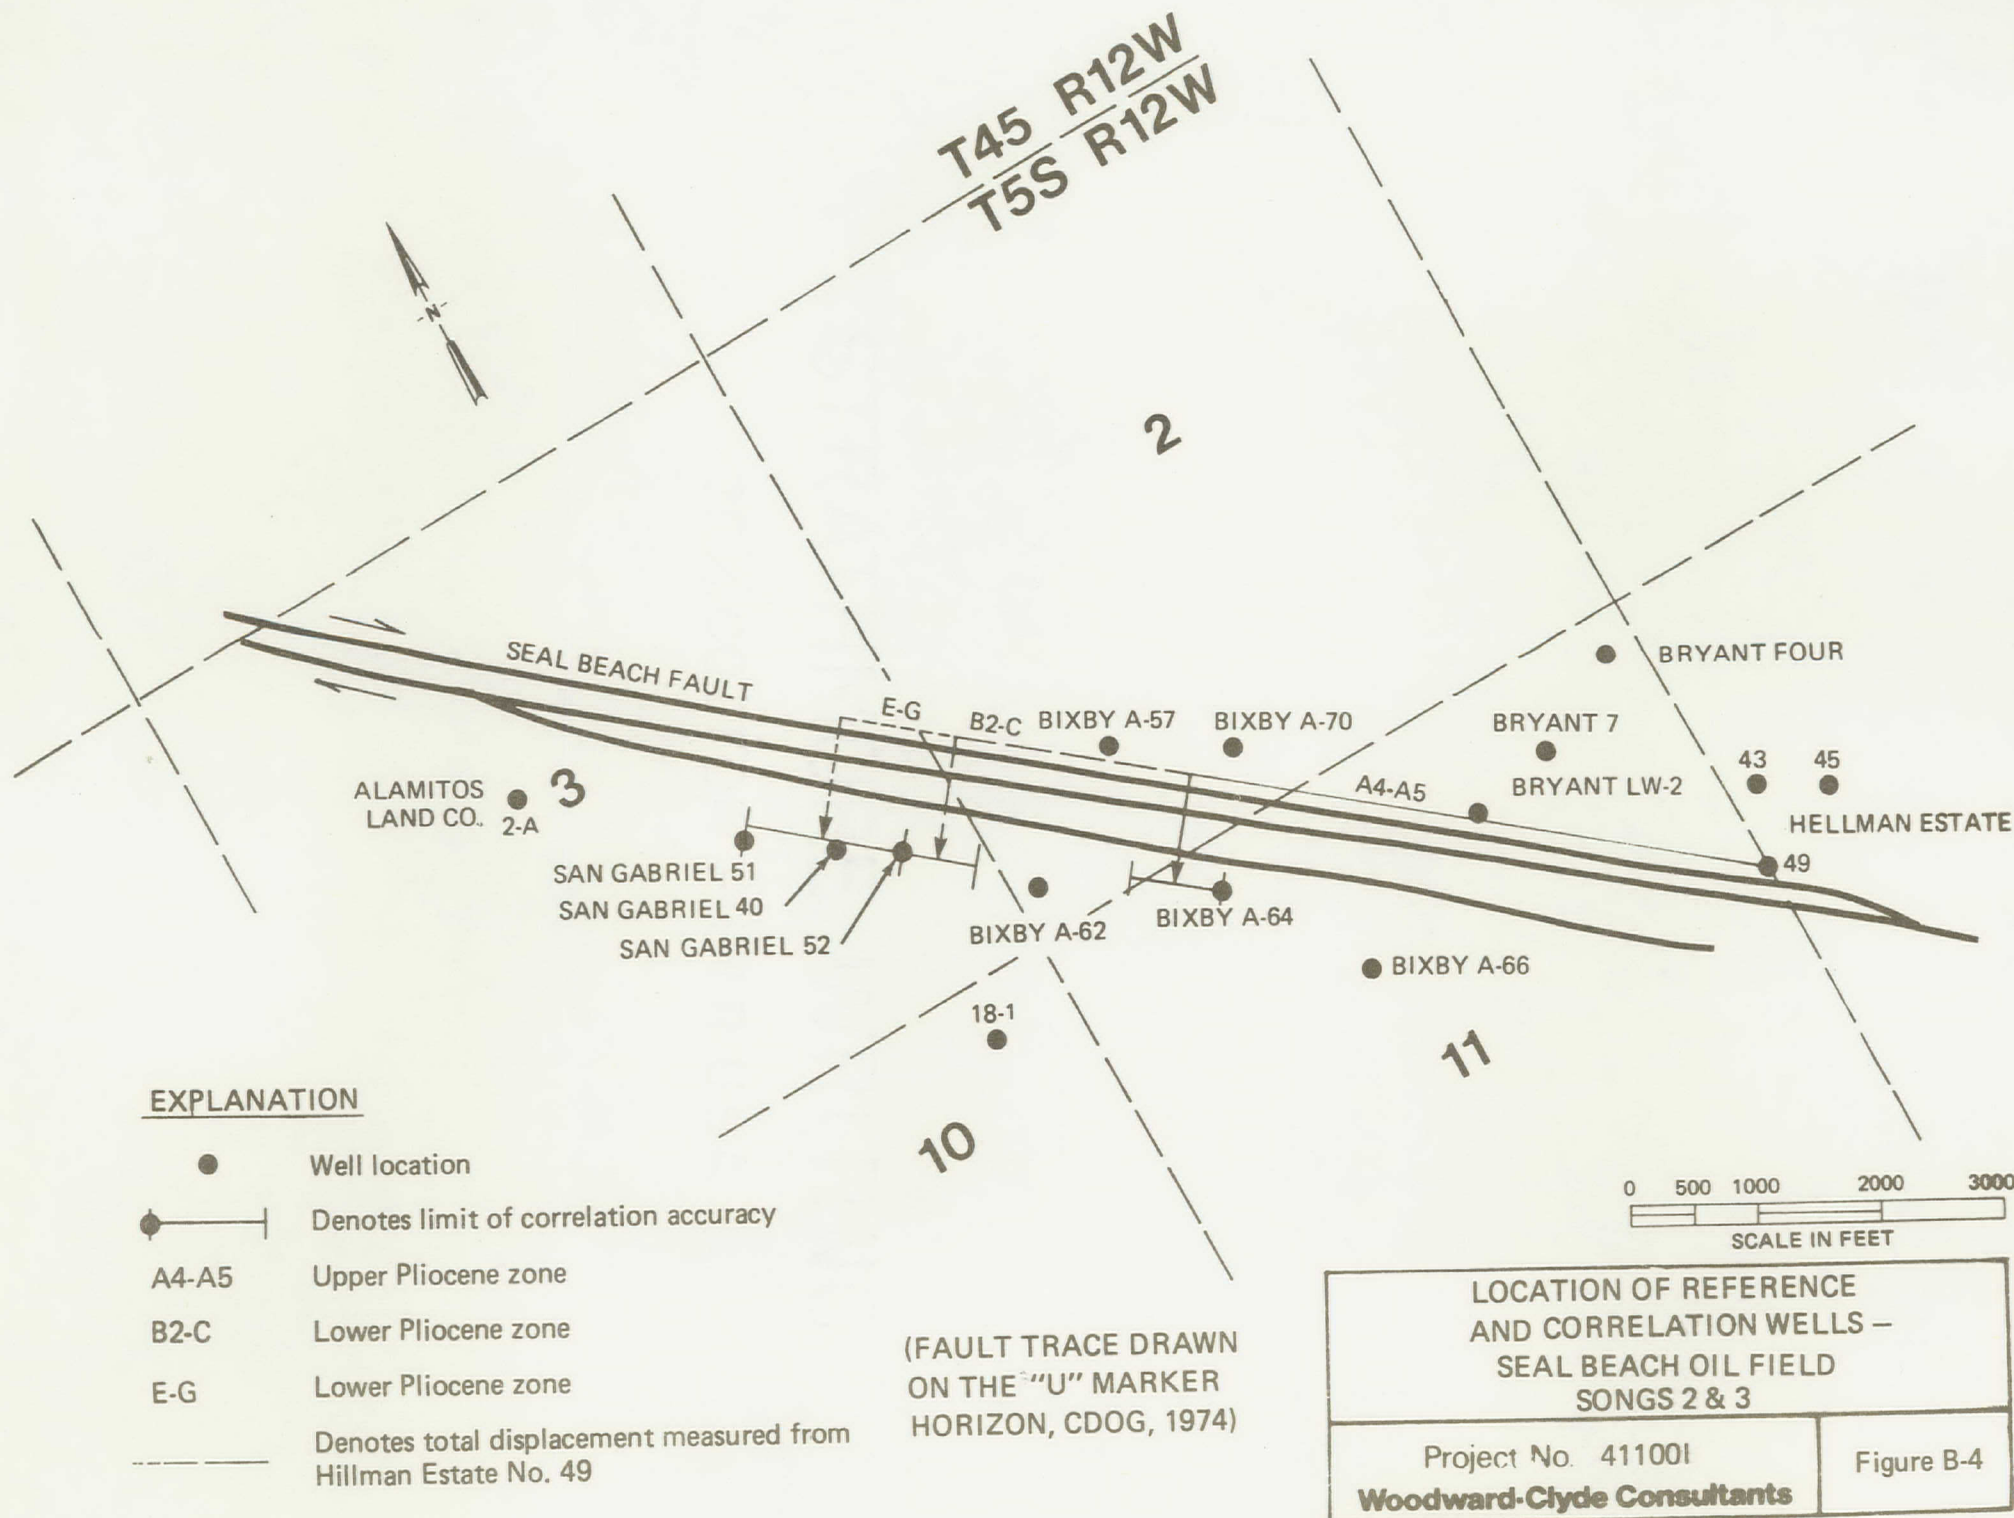 T45 R12W
T5S R12W
N
2
SEAL BEACH FAULT
E-G
B2-C
BIXBY A-57
BIXBY A-70
BRYANT FOUR
BRYANT 7
43
45
A4-A5
BRYANT LW-2
HELLMAN ESTATE
49
ALAMITOS
LAND CO.
2-A
3
SAN GABRIEL 51
SAN GABRIEL 40
SAN GABRIEL 52
BIXBY A-62
BIXBY A-64
BIXBY A-66
18-1
11
10
EXPLANATION
Well location
Denotes limit of correlation accuracy
A4-A5 Upper Pliocene zone
B2-C Lower Pliocene zone
E-G Lower Pliocene zone
Denotes total displacement measured from
Hillman Estate No. 49
(FAULT TRACE DRAWN
ON THE "U" MARKER
HORIZON, CDOG, 1974)
0 500 1000 2000 3000
SCALE IN FEET
LOCATION OF REFERENCE
AND CORRELATION WELLS –
SEAL BEACH OIL FIELD
SONGS 2 & 3
Project No. 411001
Woodward-Clyde Consultants
Figure B-4